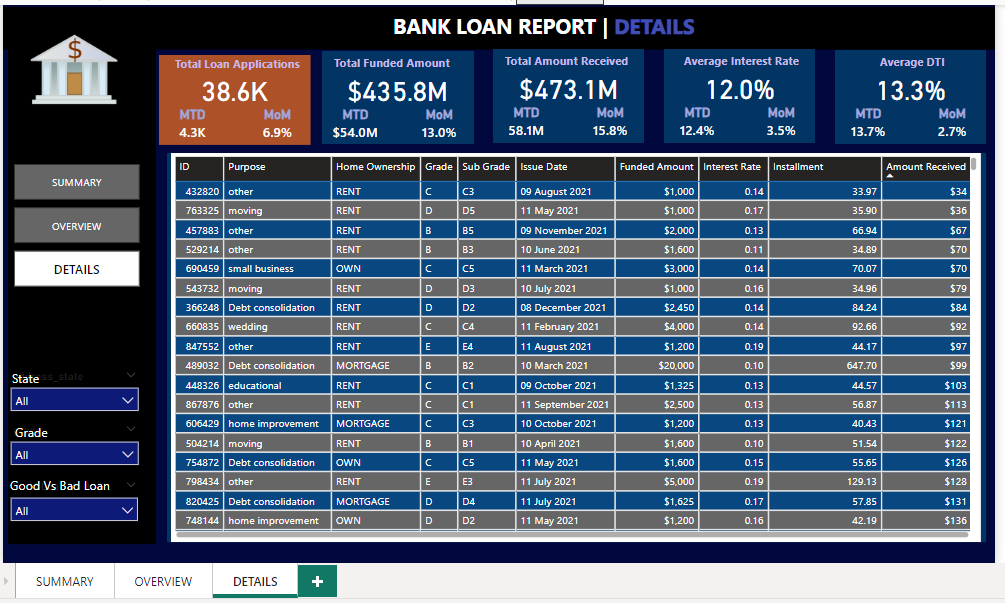 BANK LOAN REPORT | DETAILS
$
Total Loan Applications
38.6K
MTD MoM
4.3K 6.9%
Total Funded Amount
$435.8M
MTD MoM
$54.0M 13.0%
Total Amount Received
$473.1M
MTD MoM
58.1M 15.8%
Average Interest Rate
12.0%
MTD MoM
12.4% 3.5%
Average DTI
13.3%
MTD MoM
13.7% 2.7%
SUMMARY
OVERVIEW
DETAILS
State
All
Grade
All
Good Vs Bad Loan
All
ID Purpose Home Ownership Grade Sub Grade Issue Date Funded Amount Interest Rate Installment Amount Received
432820 other RENT C C3 09 August 2021 $1,000 0.14 33.97 $34
763325 moving RENT D D5 11 May 2021 $1,000 0.17 35.90 $36
457883 other RENT B B5 09 November 2021 $2,000 0.13 66.94 $67
529214 other RENT B B3 10 June 2021 $1,600 0.11 34.89 $70
690459 small business OWN C C5 11 March 2021 $3,000 0.14 70.07 $70
543732 moving RENT D D3 10 July 2021 $1,000 0.16 34.96 $79
366248 Debt consolidation RENT D D2 08 December 2021 $2,450 0.14 84.24 $84
660835 wedding RENT C C4 11 February 2021 $4,000 0.14 92.66 $92
847552 other RENT E E4 11 August 2021 $1,200 0.19 44.17 $97
489032 Debt consolidation MORTGAGE B B2 10 March 2021 $20,000 0.10 647.70 $99
448326 educational RENT C C1 09 October 2021 $1,325 0.13 44.57 $103
867876 other RENT C C1 11 September 2021 $2,500 0.13 56.87 $113
606429 home improvement MORTGAGE C C3 10 October 2021 $1,200 0.13 40.43 $121
504214 moving RENT B B1 10 April 2021 $1,600 0.10 51.54 $122
754872 Debt consolidation OWN C C5 11 May 2021 $1,600 0.15 55.65 $126
798434 other RENT E E3 11 July 2021 $5,000 0.19 129.13 $128
820425 Debt consolidation MORTGAGE D D4 11 July 2021 $1,625 0.17 57.85 $131
748144 home improvement OWN D D2 11 May 2021 $1,200 0.16 42.19 $136
SUMMARY OVERVIEW DETAILS +